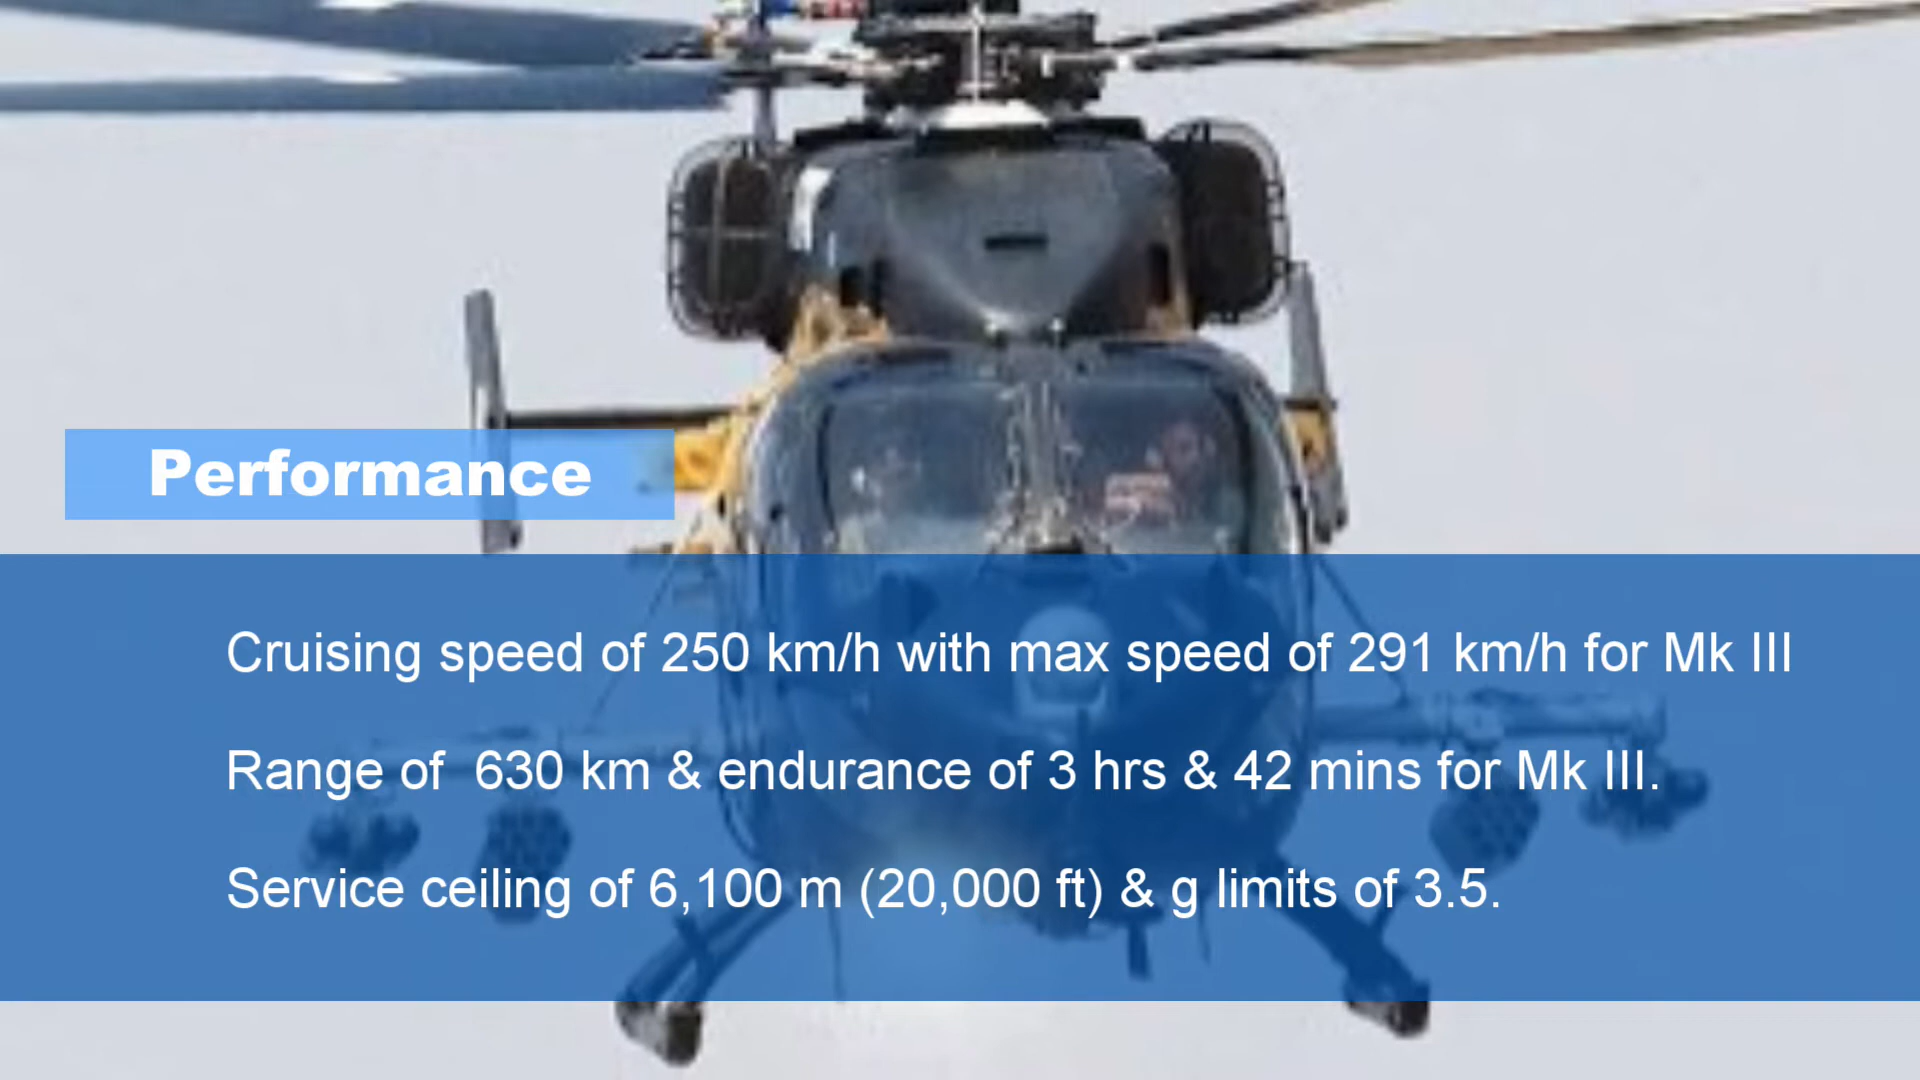 Performance
Cruising speed of 250 km/h with max speed of 291 km/h for Mk III
Range of  630 km & endurance of 3 hrs & 42 mins for Mk III.
Service ceiling of 6,100 m (20,000 ft) & g limits of 3.5.